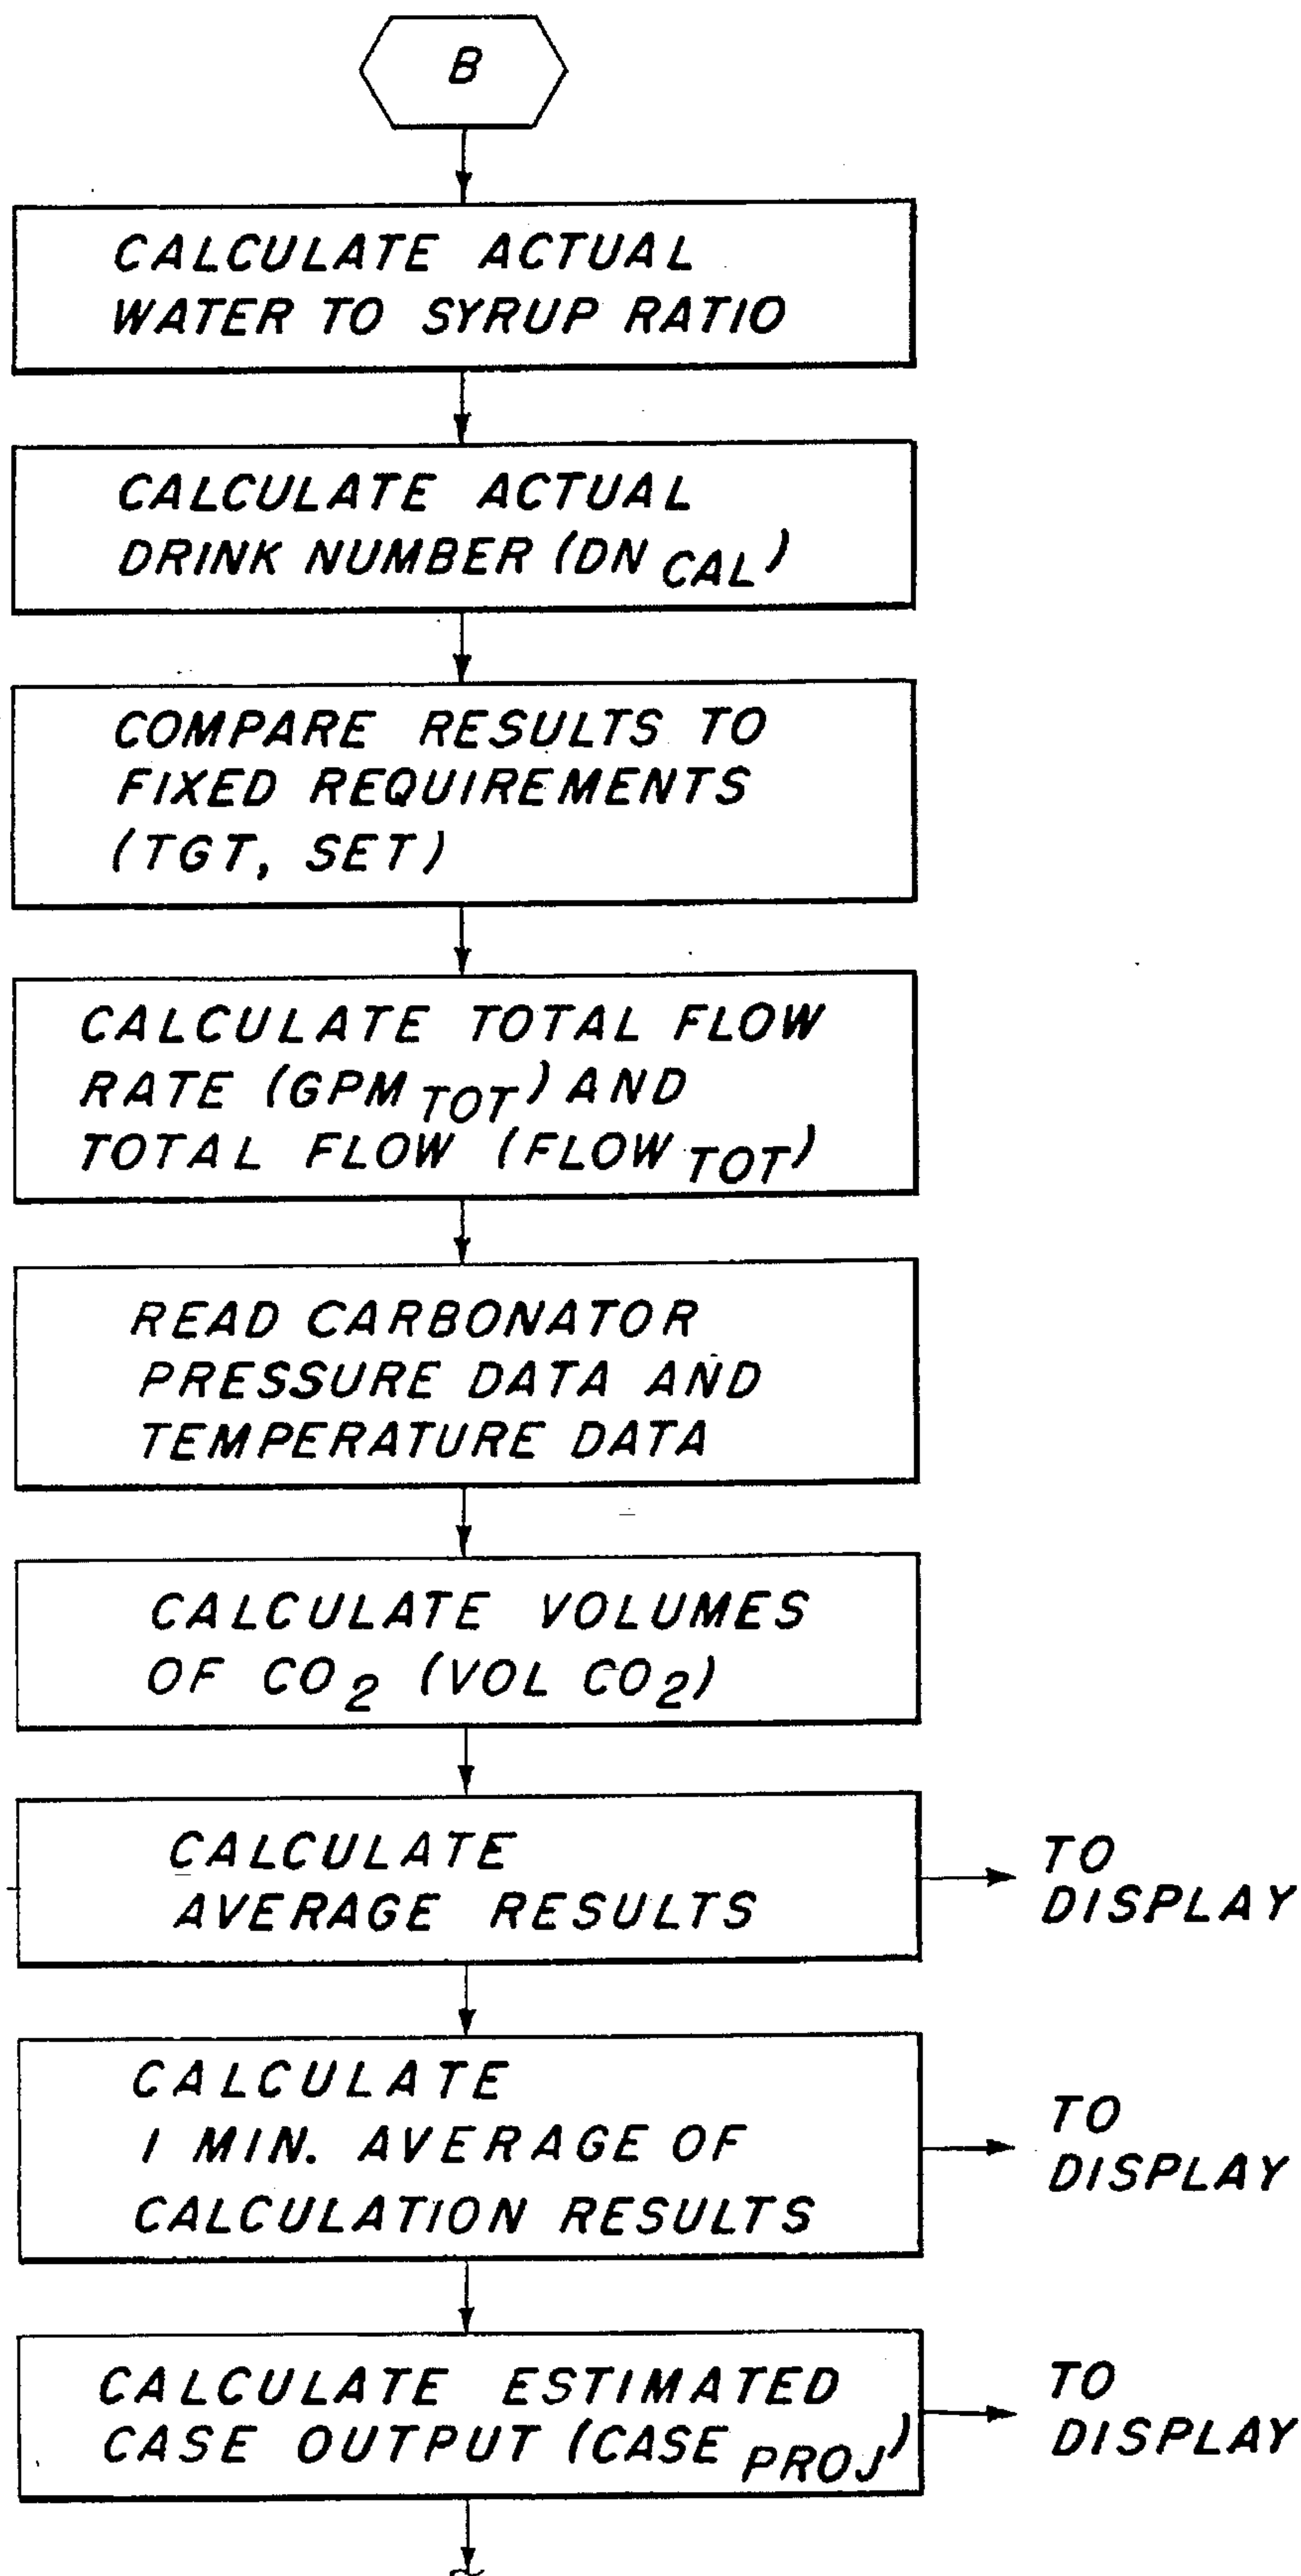 B
CALCULATE ACTUAL
WATER TO SYRUP RATIO
CALCULATE ACTUAL
DRINK NUMBER (DN CAL)
COMPARE RESULTS TO
FIXED REQUIREMENTS
(TGT, SET)
CALCULATE TOTAL FLOW
RATE (GPM TOT) AND
TOTAL FLOW (FLOW TOT)
READ CARBONATOR
PRESSURE DATA AND
TEMPERATURE DATA
CALCULATE VOLUMES
OF CO2 (VOL CO2)
CALCULATE
AVERAGE RESULTS
TO
DISPLAY
CALCULATE
1 MIN. AVERAGE OF
CALCULATION RESULTS
TO
DISPLAY
CALCULATE ESTIMATED
CASE OUTPUT (CASE PROJ)
TO
DISPLAY